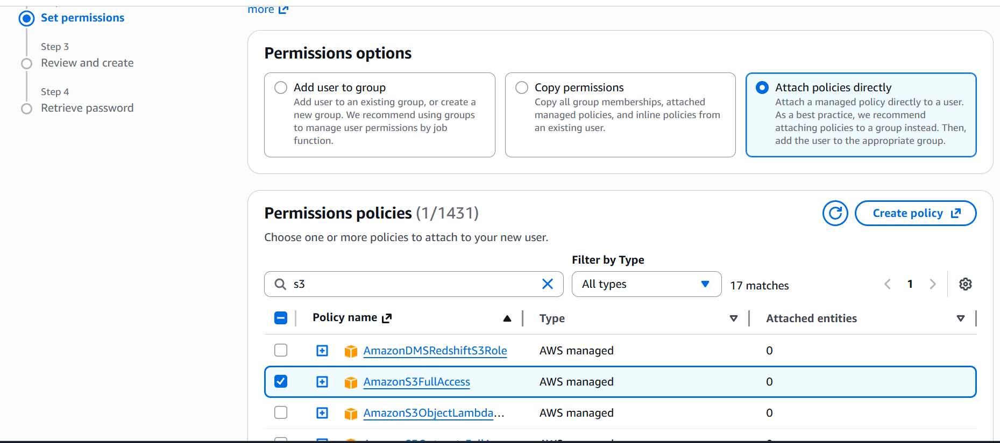 more
Set permissions
Step 3
Review and create
Step 4
Retrieve password
Permissions options
Add user to group
Add user to an existing group, or create a
new group. We recommend using groups
to manage user permissions by job
function.
Copy permissions
Copy all group memberships, attached
managed policies, and inline policies from
an existing user.
Attach policies directly
Attach a managed policy directly to a user.
As a best practice, we recommend
attaching policies to a group instead. Then,
add the user to the appropriate group.
Permissions policies (1/1431)
Create policy
Choose one or more policies to attach to your new user.
Filter by Type
s3
All types
17 matches
1
Policy name
Type
Attached entities
AmazonDMSRedshiftS3Role
AWS managed
0
AmazonS3FullAccess
AWS managed
0
AmazonS3ObjectLambda...
AWS managed
0